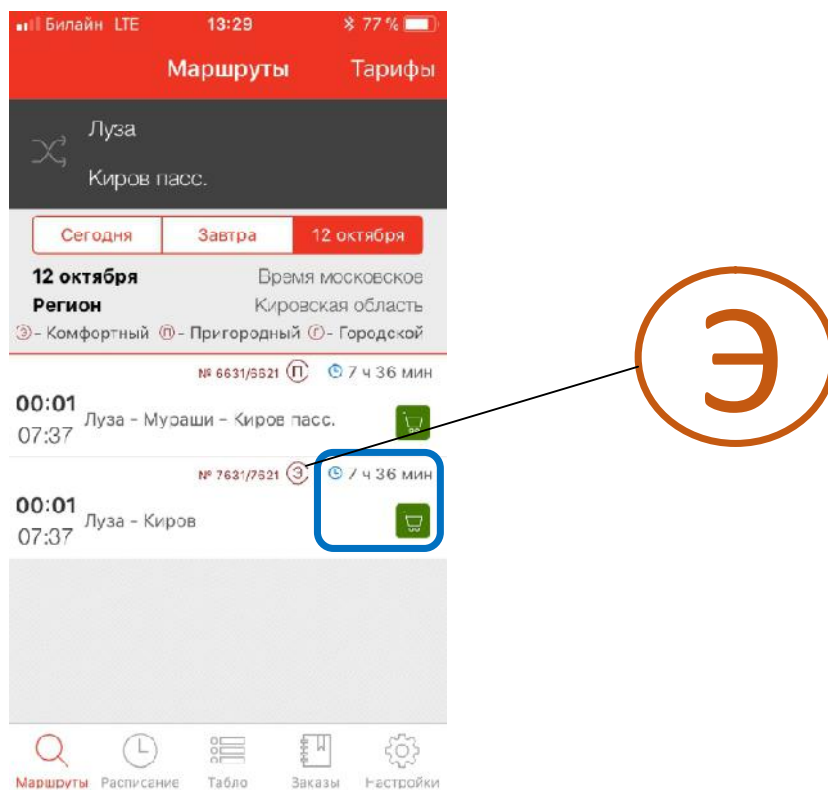 Билайн LTE 13:29 77 %
Маршруты Тарифы
Луза
Киров пасс.
Сегодня Завтра 12 октября
12 октября Время московское
Регион Кировская область
Э - Комфортный П - Пригородный Г - Городской
№ 6631/6621 П 7 ч 36 мин
00:01
Луза - Мураши - Киров пасс.
07:37
№ 7631/7621 Э 7 ч 36 мин
00:01
Луза - Киров
07:37
Э
Маршруты Расписание Табло Заказы Настройки